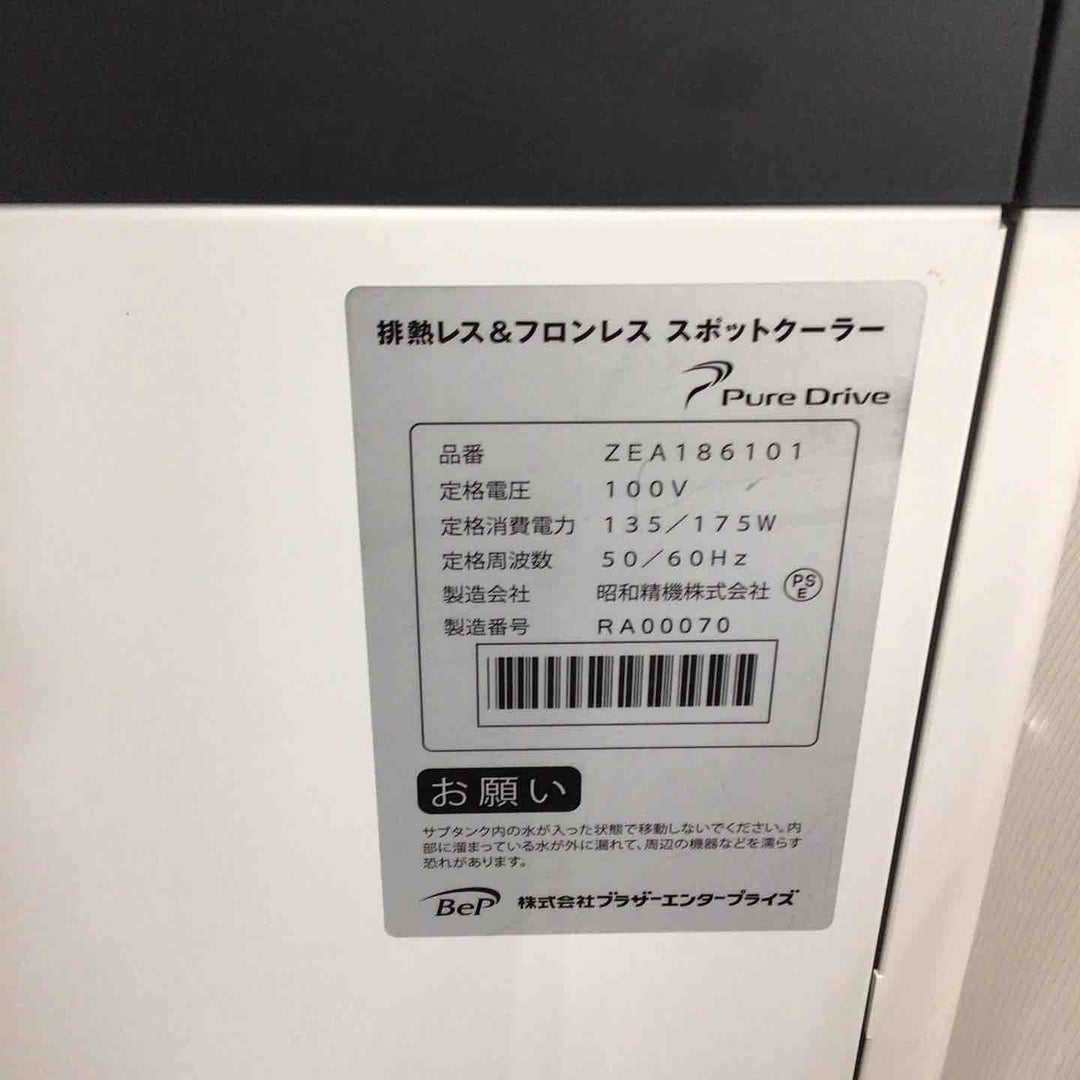 排熱レス&フロンレス スポットクーラー
Pure Drive
品番 ZEA186101
定格電圧 100V
定格消費電力 135/175W
定格周波数 50/60Hz
製造会社 昭和精機株式会社 PSE
製造番号 RA00070
お願い
サブタンク内の水が入った状態で移動しないでください。内
部に溜まっている水が外に漏れて、周辺の機器などを濡らす
恐れがあります。
BeP 株式会社ブラザーエンタープライズ